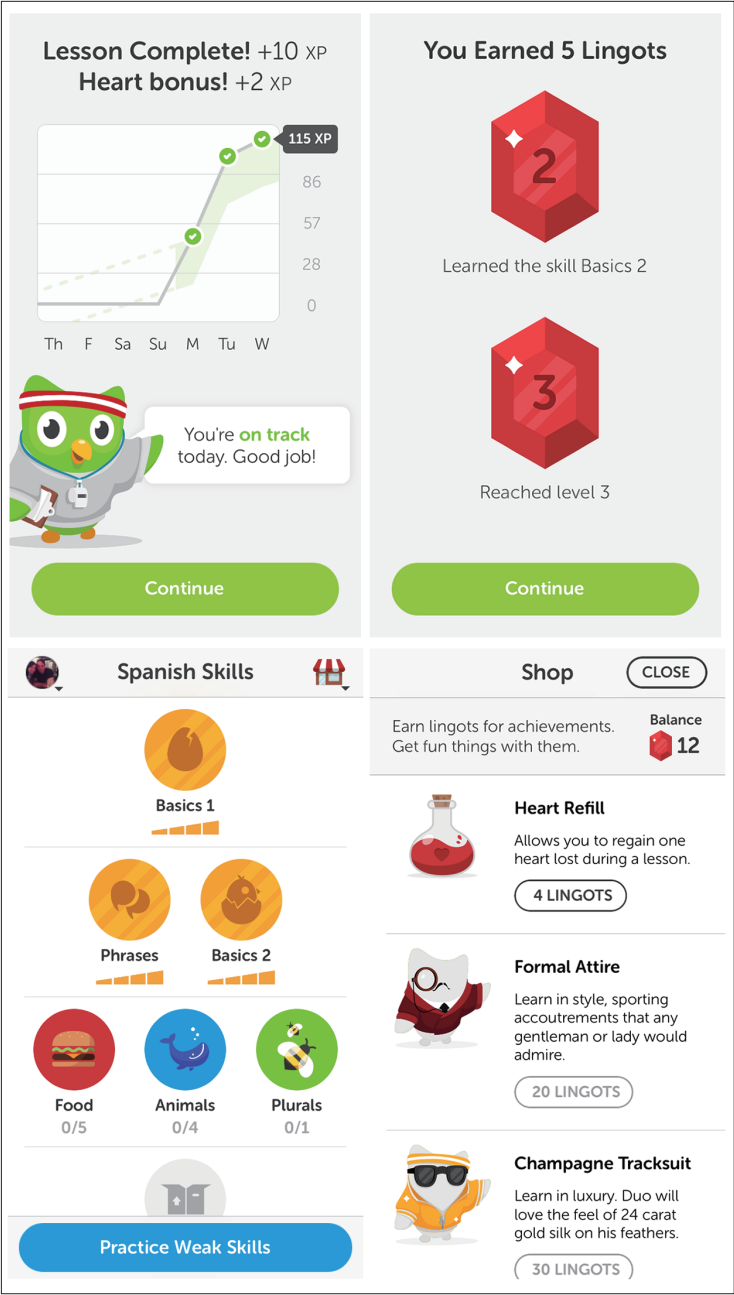 Lesson Complete! +10 XP
Heart bonus! +2 XP
115 XP
86
57
28
0
Th F Sa Su M Tu W
You're on track
today. Good job!
Continue
You Earned 5 Lingots
2
Learned the skill Basics 2
3
Reached level 3
Continue
Spanish Skills
Basics 1
Phrases Basics 2
Food Animals Plurals
0/5 0/4 0/1
Practice Weak Skills
Shop CLOSE
Earn lingots for achievements.
Get fun things with them.
Balance
12
Heart Refill
Allows you to regain one
heart lost during a lesson.
4 LINGOTS
Formal Attire
Learn in style, sporting
accoutrements that any
gentleman or lady would
admire.
20 LINGOTS
Champagne Tracksuit
Learn in luxury. Duo will
love the feel of 24 carat
gold silk on his feathers.
30 LINGOTS